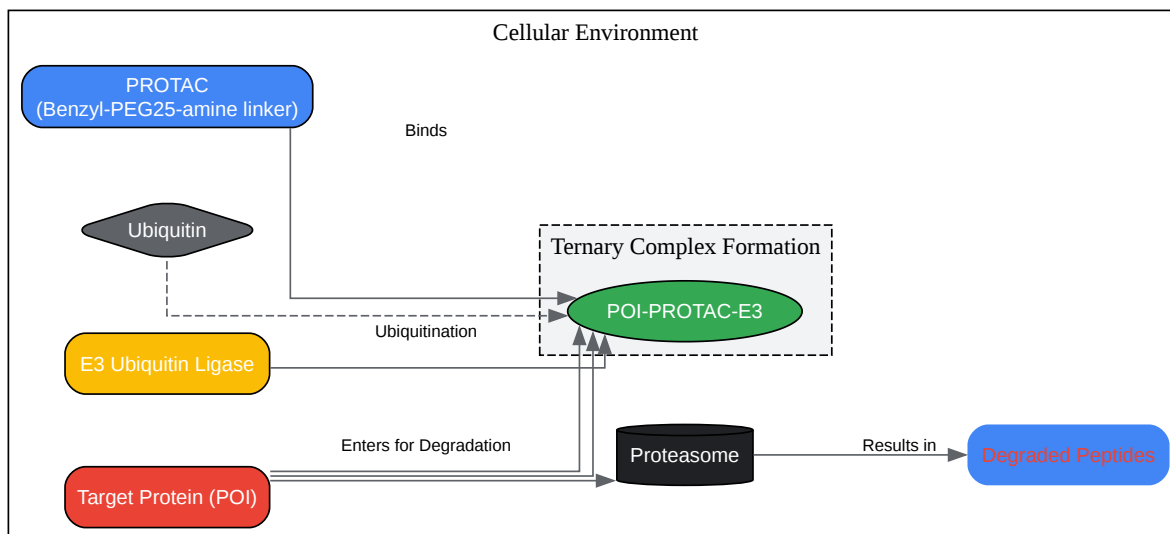 Cellular Environment
PROTAC
(Benzyl-PEG25-amine linker)
Binds
Ubiquitin
Ternary Complex Formation
POI-PROTAC-E3
Ubiquitination
E3 Ubiquitin Ligase
Enters for Degradation
Proteasome
Results in
Degraded Peptides
Target Protein (POI)